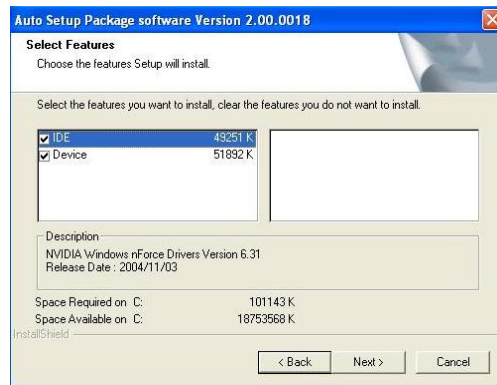 Auto Setup Package software Version 2.00.0018
Select Features
Choose the features Setup will install.
Select the features you want to install, clear the features you do not want to install.
IDE 49251 K
Device 51892 K
Description
NVIDIA Windows nForce Drivers Version 6.31
Release Date : 2004/11/03
Space Required on C: 101143 K
Space Available on C: 18753568 K
InstallShield
< Back Next > Cancel